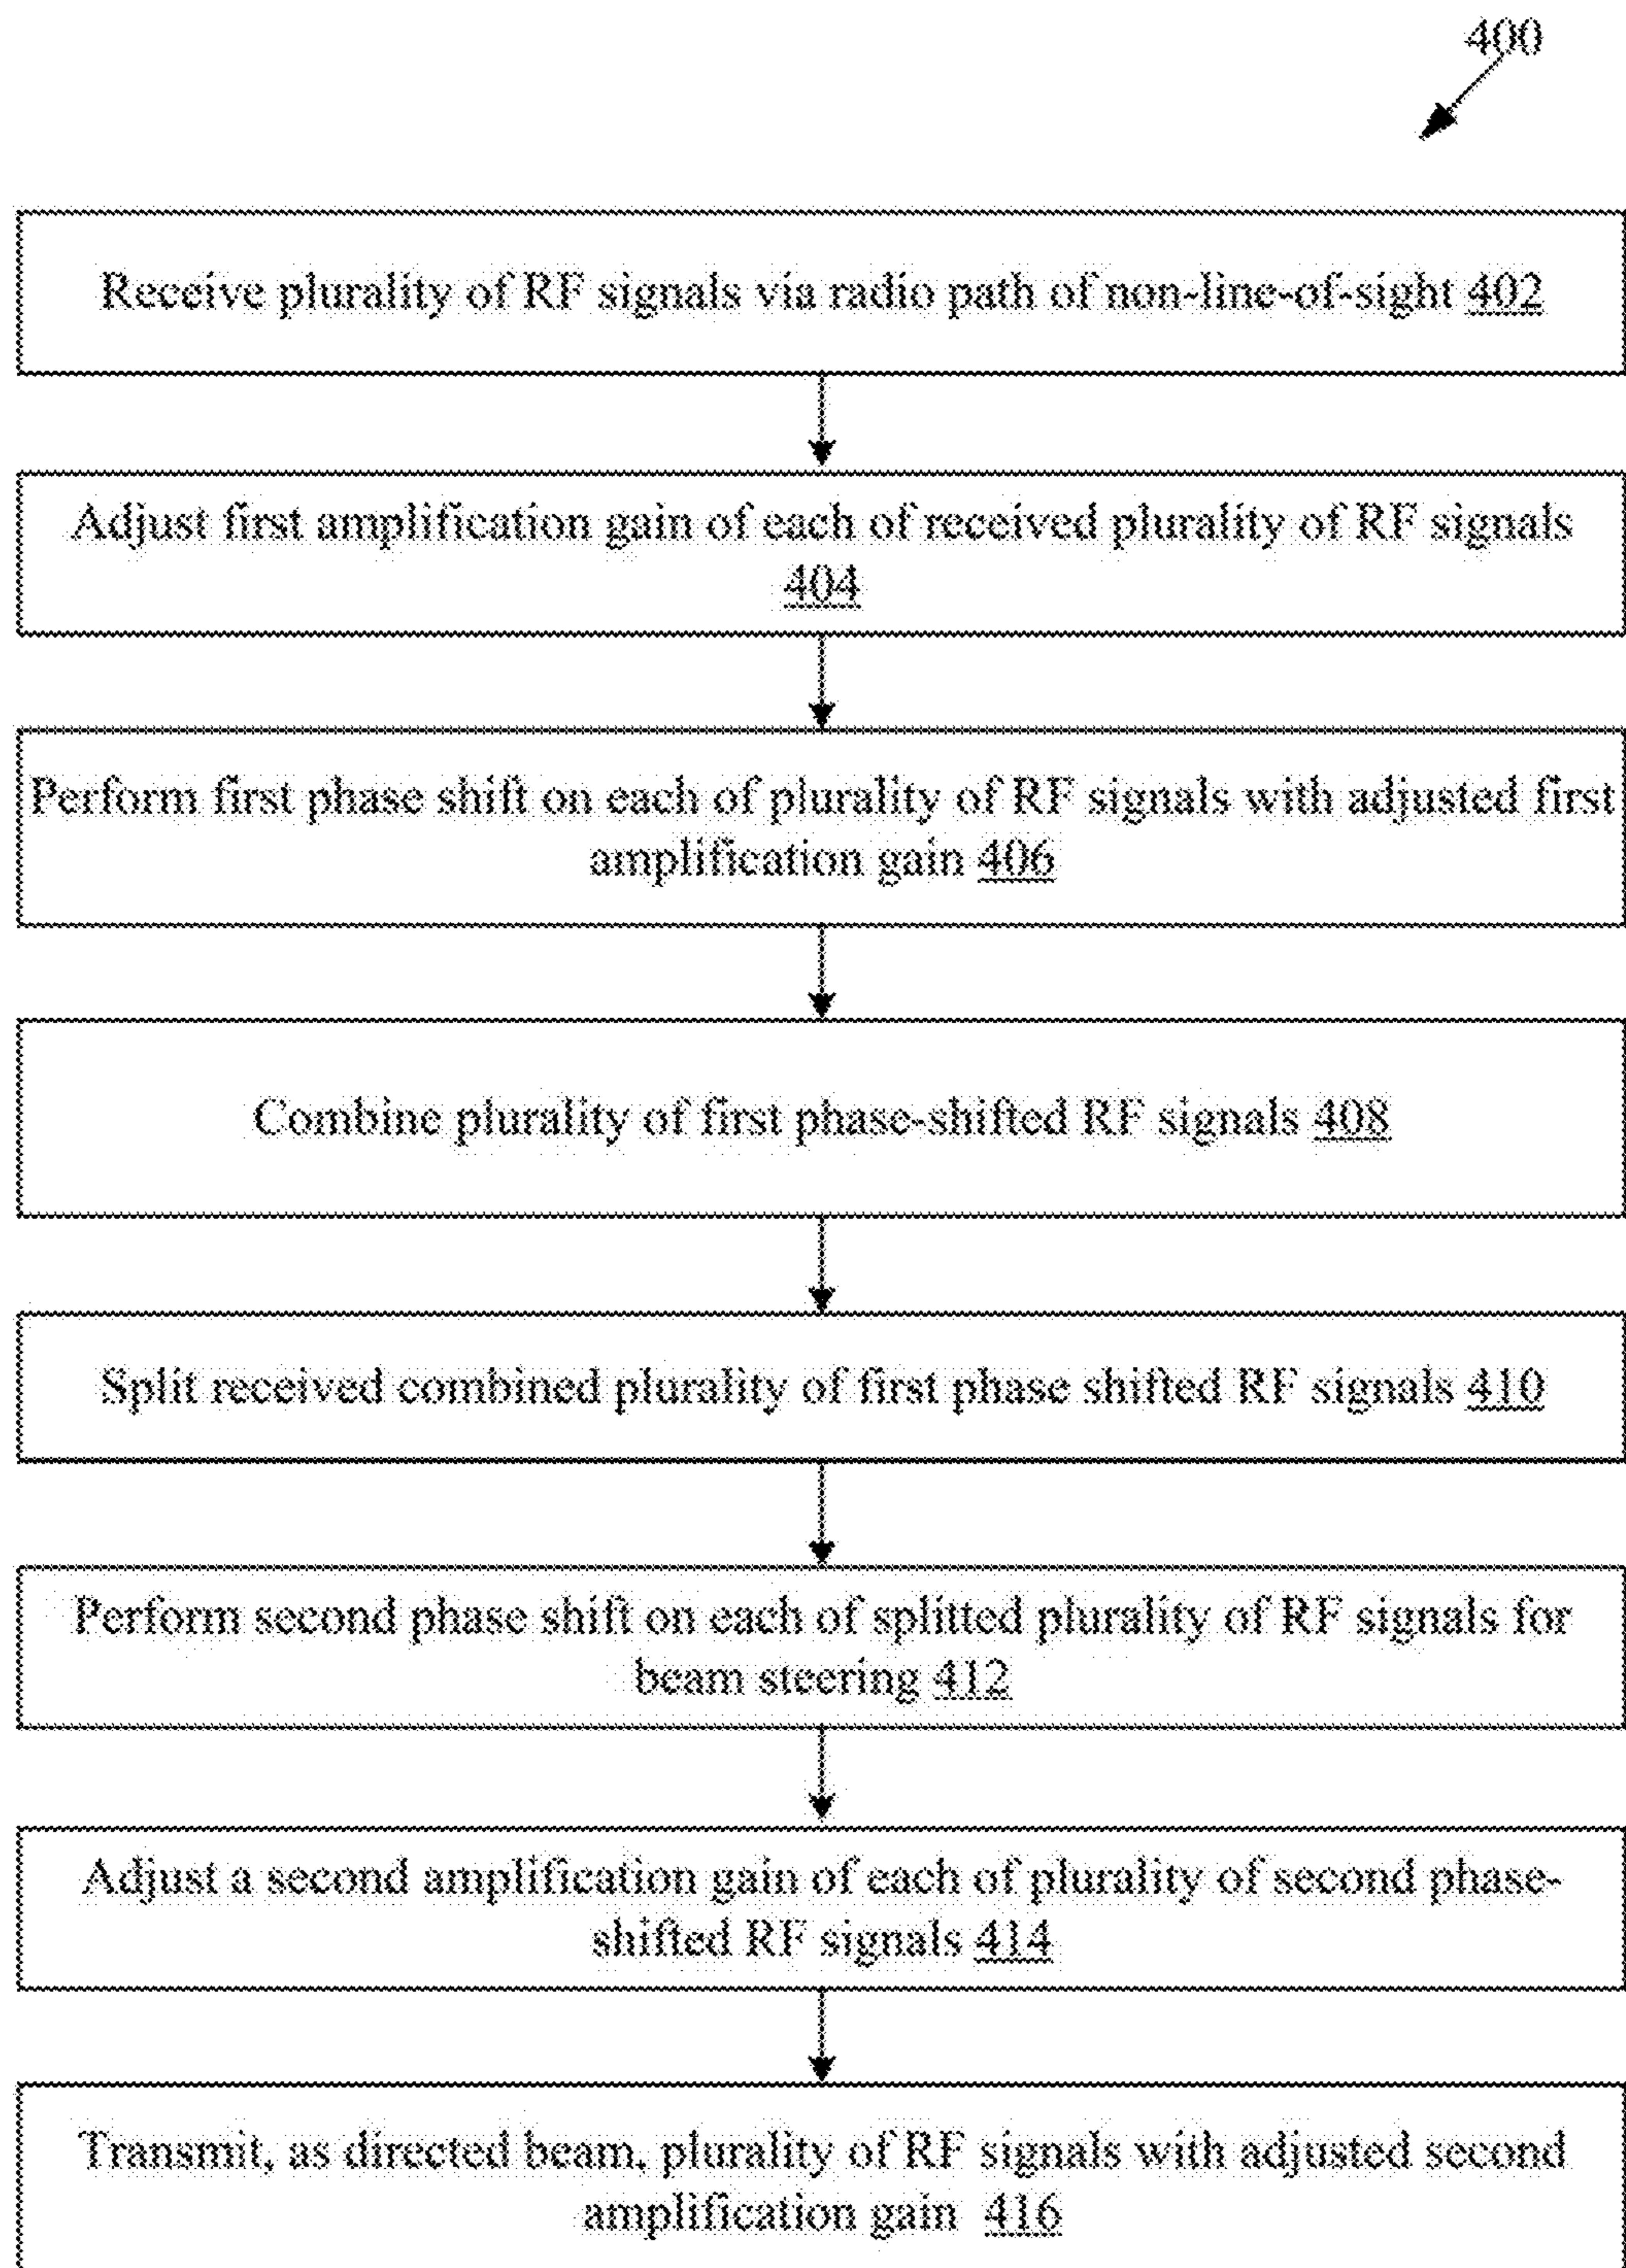 400
Receive plurality of RF signals via radio path of non-line-of-sight 402
Adjust first amplification gain of each of received plurality of RF signals
404
Perform first phase shift on each of plurality of RF signals with adjusted first
amplification gain 406
Combine plurality of first phase-shifted RF signals 408
Split received combined plurality of first phase shifted RF signals 410
Perform second phase shift on each of splitted plurality of RF signals for
beam steering 412
Adjust a second amplification gain of each of plurality of second phase-
shifted RF signals 414
Transmit, as directed beam, plurality of RF signals with adjusted second
amplification gain 416